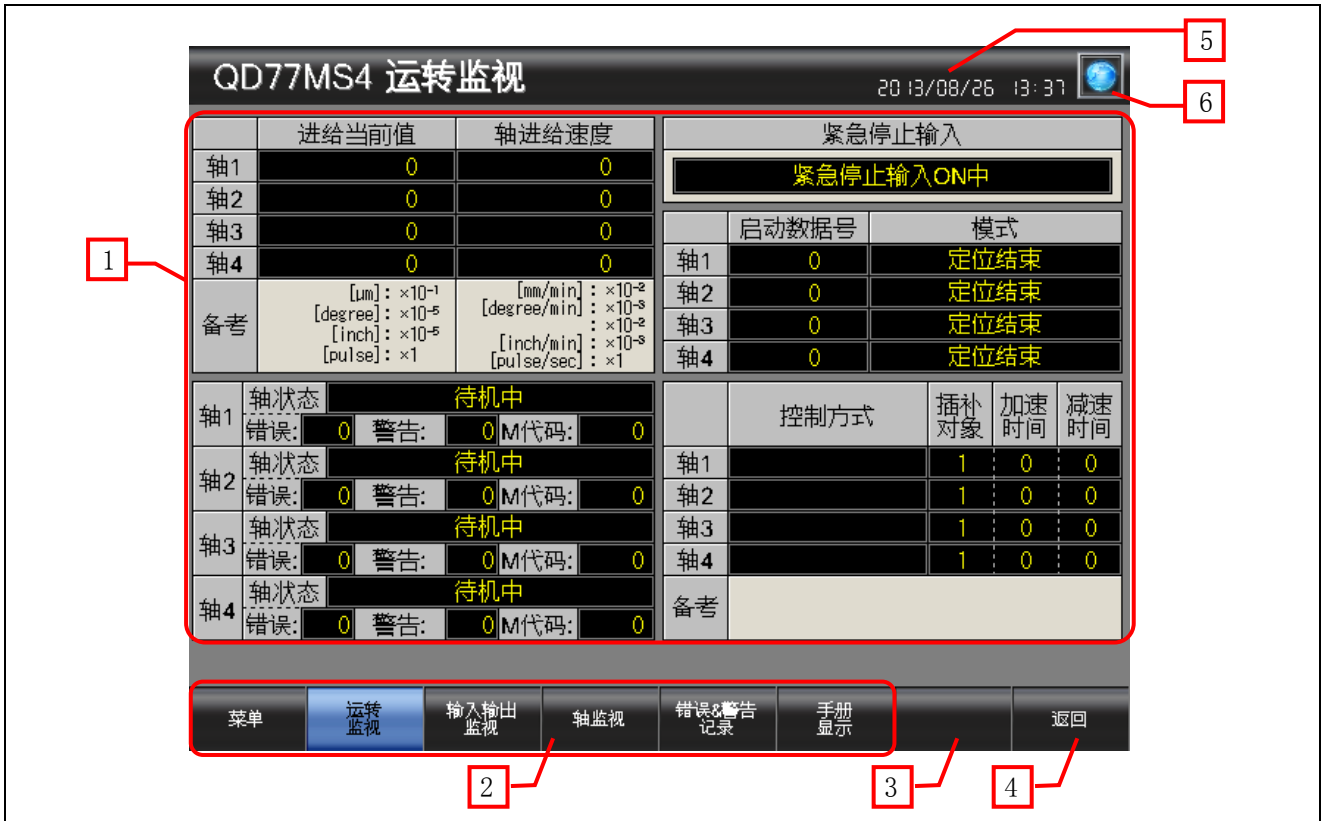 5
QD77MS4 运转监视
2013/08/26 13:37
6
进给当前值 轴进给速度
轴1 0 0
轴2 0 0
轴3 0 0
轴4 0 0
备考
[μm]: ×10⁻¹
[degree]: ×10⁻⁵
[inch]: ×10⁻⁵
[pulse]: ×1
[mm/min]: ×10⁻²
[degree/min]: ×10⁻³
: ×10⁻²
[inch/min]: ×10⁻³
[pulse/sec]: ×1
紧急停止输入
紧急停止输入ON中
启动数据号 模式
轴1 0 定位结束
轴2 0 定位结束
轴3 0 定位结束
轴4 0 定位结束
1
轴1
轴状态 待机中
错误: 0 警告: 0 M代码: 0
轴2
轴状态 待机中
错误: 0 警告: 0 M代码: 0
轴3
轴状态 待机中
错误: 0 警告: 0 M代码: 0
轴4
轴状态 待机中
错误: 0 警告: 0 M代码: 0
控制方式
插补
对象
加速
时间
减速
时间
轴1 1 0 0
轴2 1 0 0
轴3 1 0 0
轴4 1 0 0
备考
菜单
运转
监视
输入输出
监视
轴监视
错误&警告
记录
手册
显示
返回
2
3
4